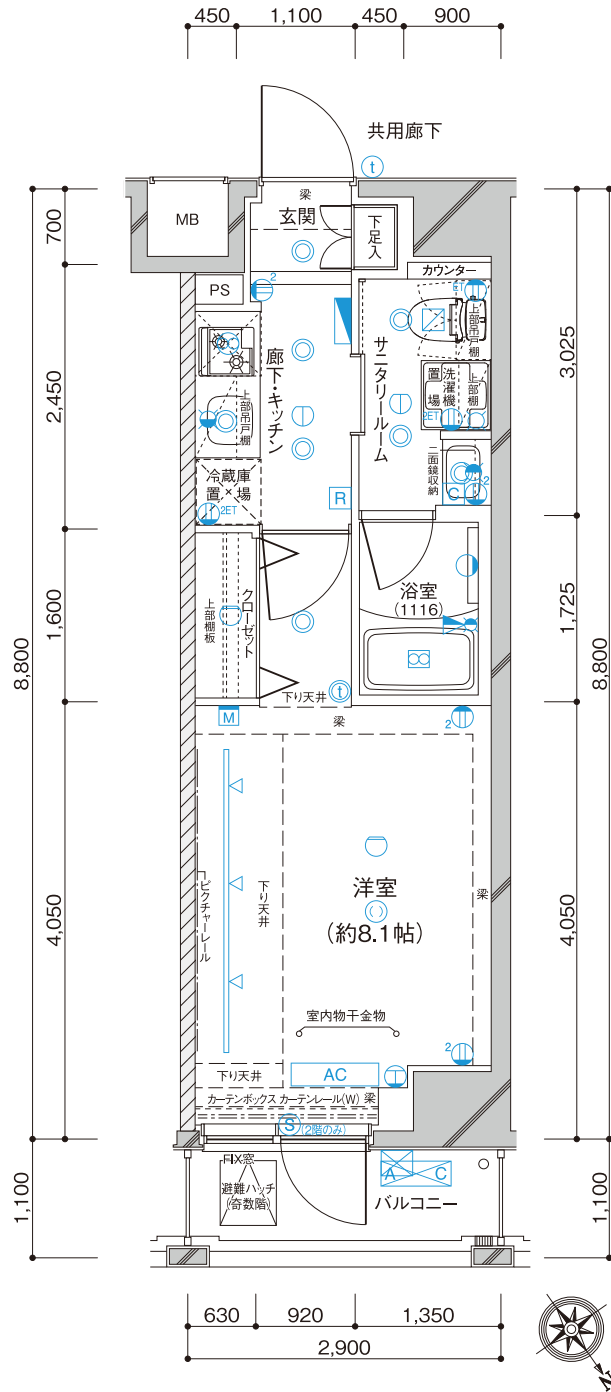 450 1,100 450 900
共用廊下
t
梁
玄関
下足入
MB
カウンター
PS
2
ET
上部吊戸棚
廊下・キッチン
サニタリールーム
上部吊戸棚
洗濯機置場
上部棚
2ET
二面鏡収納
2
C
冷蔵庫置場
2ET
R
クローゼット
上部棚板
浴室
(1116)
下り天井
t
M
梁
2
ピクチャーレール
下り天井
洋室
(約8.1帖)
梁
室内物干金物
2
下り天井
AC
カーテンボックス カーテンレール(W) 梁
S (2階のみ)
FIX窓
避難ハッチ
(奇数階)
A C
バルコニー
700
2,450
1,600
4,050
1,100
8,800
3,025
1,725
4,050
1,100
8,800
630 920 1,350
2,900
N